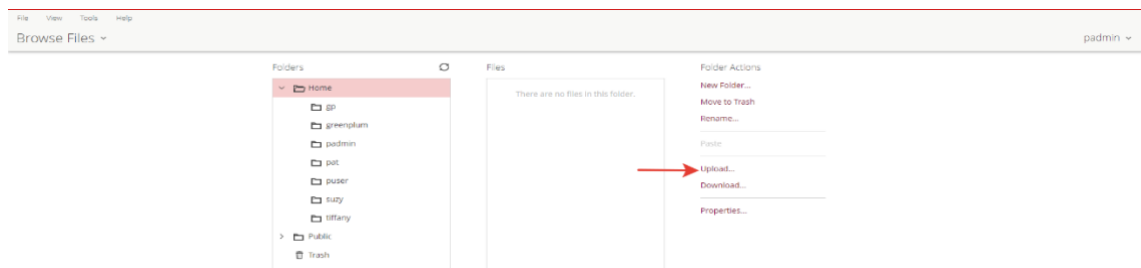 File View Tools Help
Browse Files
padmin
Folders
Home
gp
greenplum
padmin
pat
puser
suzy
tiffany
Public
Trash
Files
There are no files in this folder.
Folder Actions
New Folder...
Move to Trash
Rename...
Paste
Upload...
Download...
Properties...